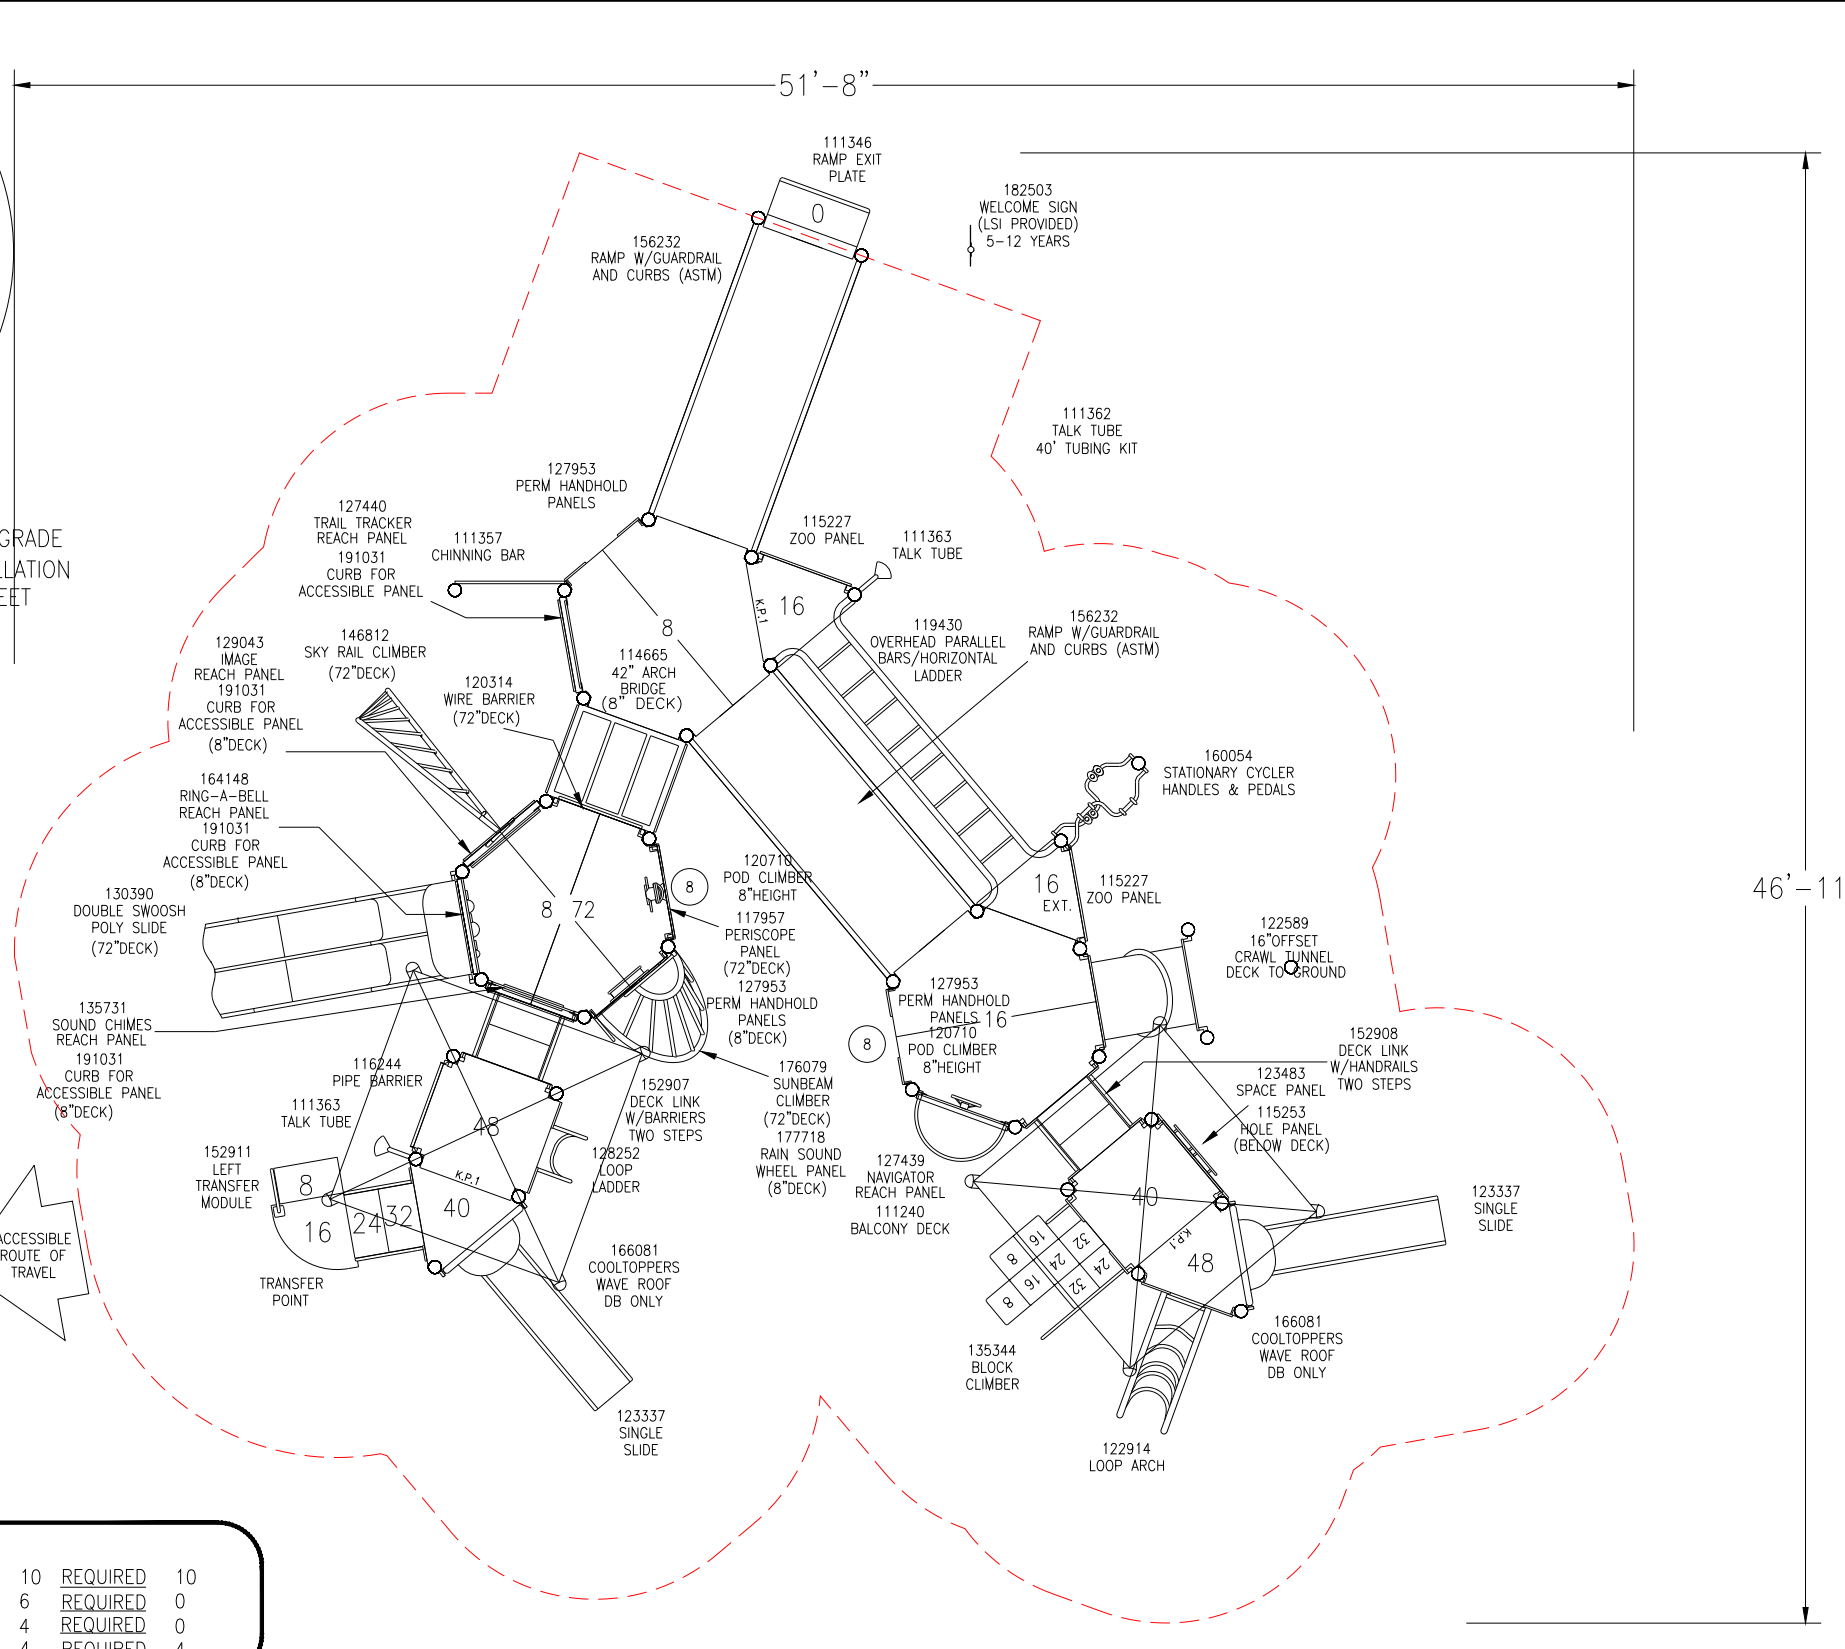 51'-8"
111346
RAMP EXIT
PLATE
0
182503
WELCOME SIGN
(LSI PROVIDED)
5-12 YEARS
156232
RAMP W/GUARDRAIL
AND CURBS (ASTM)
111362
TALK TUBE
40' TUBING KIT
127953
PERM HANDHOLD
PANELS
127440
TRAIL TRACKER
REACH PANEL
191031
CURB FOR
ACCESSIBLE PANEL
111357
CHINNING BAR
115227
ZOO PANEL
111363
TALK TUBE
GRADE
LLATION
EET
K.P.1
16
8
119430
OVERHEAD PARALLEL
BARS/HORIZONTAL
LADDER
156232
RAMP W/GUARDRAIL
AND CURBS (ASTM)
129043
IMAGE
REACH PANEL
191031
CURB FOR
ACCESSIBLE PANEL
(8"DECK)
146812
SKY RAIL CLIMBER
(72"DECK)
120314
WIRE BARRIER
(72"DECK)
114665
42" ARCH
BRIDGE
(8" DECK)
164148
RING-A-BELL
REACH PANEL
191031
CURB FOR
ACCESSIBLE PANEL
(8"DECK)
160054
STATIONARY CYCLER
HANDLES & PEDALS
130390
DOUBLE SWOOSH
POLY SLIDE
(72"DECK)
8 72
8
120710
POD CLIMBER
8"HEIGHT
117957
PERISCOPE
PANEL
(72"DECK)
127953
PERM HANDHOLD
PANELS
(8"DECK)
16
EXT.
115227
ZOO PANEL
46'-11
122589
16"OFFSET
CRAWL TUNNEL
DECK TO GROUND
135731
SOUND CHIMES
REACH PANEL
191031
CURB FOR
ACCESSIBLE PANEL
(8"DECK)
127953
PERM HANDHOLD
PANELS
16
8
120710
POD CLIMBER
8"HEIGHT
152908
DECK LINK
W/HANDRAILS
TWO STEPS
116244
PIPE BARRIER
111363
TALK TUBE
48
152907
DECK LINK
W/BARRIERS
TWO STEPS
176079
SUNBEAM
CLIMBER
(72"DECK)
177718
RAIN SOUND
WHEEL PANEL
(8"DECK)
123483
SPACE PANEL
115253
HOLE PANEL
(BELOW DECK)
152911
LEFT
TRANSFER
MODULE
128252
LOOP
LADDER
127439
NAVIGATOR
REACH PANEL
111240
BALCONY DECK
K.P.1
8
16
24
32
40
40
K.P.1
48
123337
SINGLE
SLIDE
ACCESSIBLE
ROUTE OF
TRAVEL
TRANSFER
POINT
166081
COOLTOPPERS
WAVE ROOF
DB ONLY
16
32
8
24
24
16
32
8
135344
BLOCK
CLIMBER
166081
COOLTOPPERS
WAVE ROOF
DB ONLY
123337
SINGLE
SLIDE
122914
LOOP ARCH
10 REQUIRED 10
6 REQUIRED 0
4 REQUIRED 0
4 REQUIRED 4